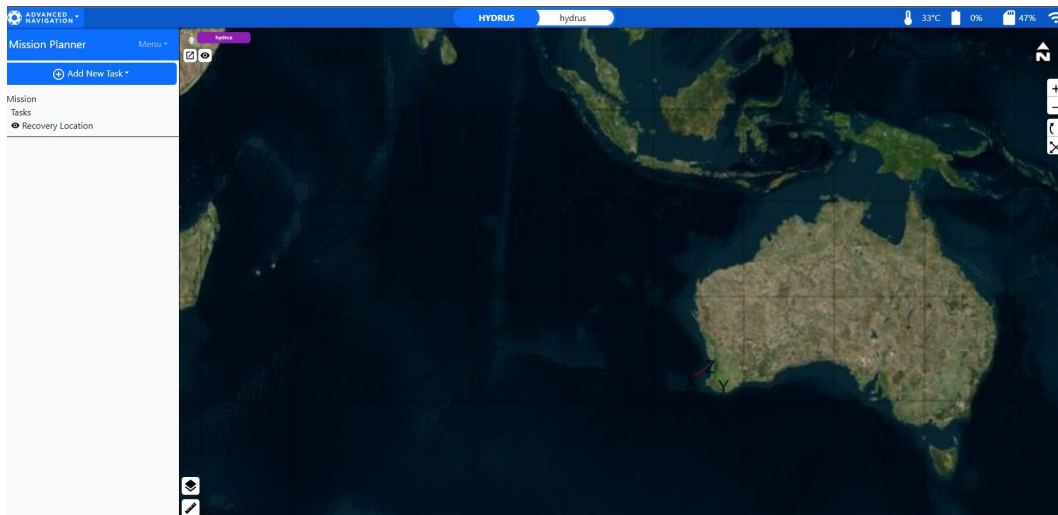 ADVANCED
NAVIGATION
HYDRUS
hydrus
33°C
0%
47%
Mission Planner
Menu
Add New Task
Mission
Tasks
Recovery Location
hydrus
N
X
Z
Y